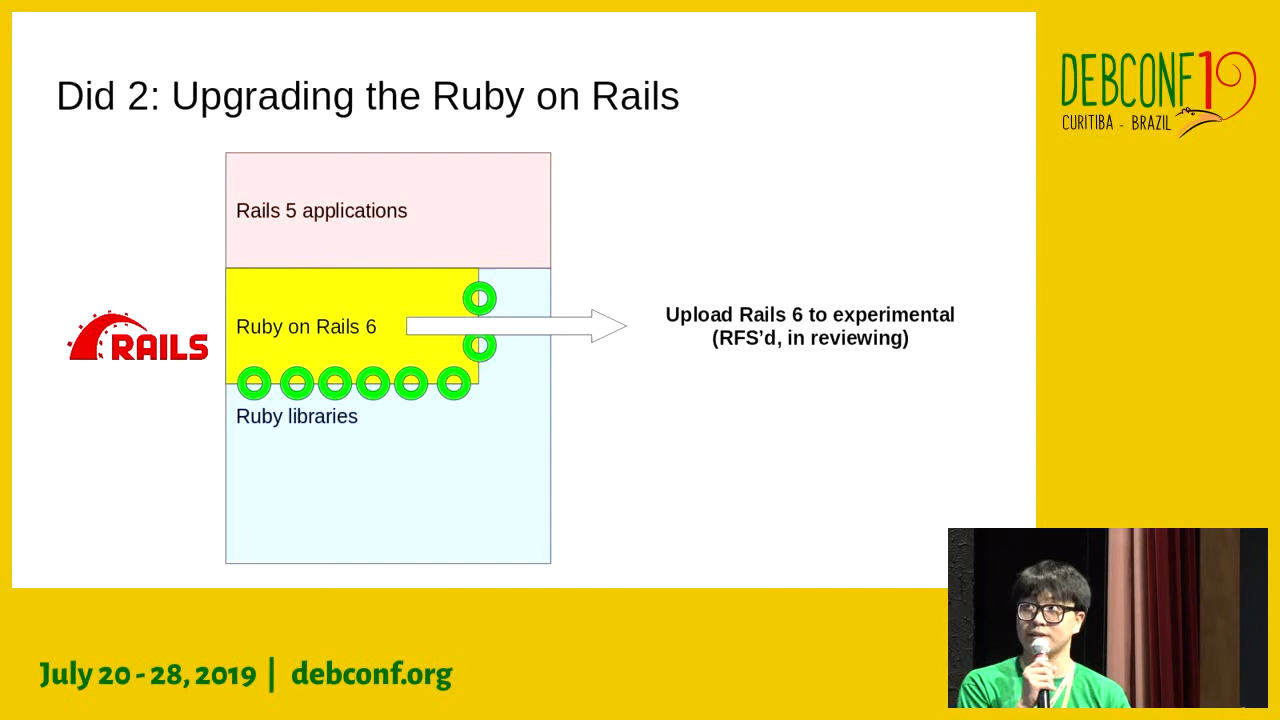 Did 2: Upgrading the Ruby on Rails
DEBCONF19
CURITIBA - BRAZIL
Rails 5 applications
Ruby on Rails 6
RAILS
Upload Rails 6 to experimental
(RFS'd, in reviewing)
Ruby libraries
July 20 - 28, 2019 | debconf.org